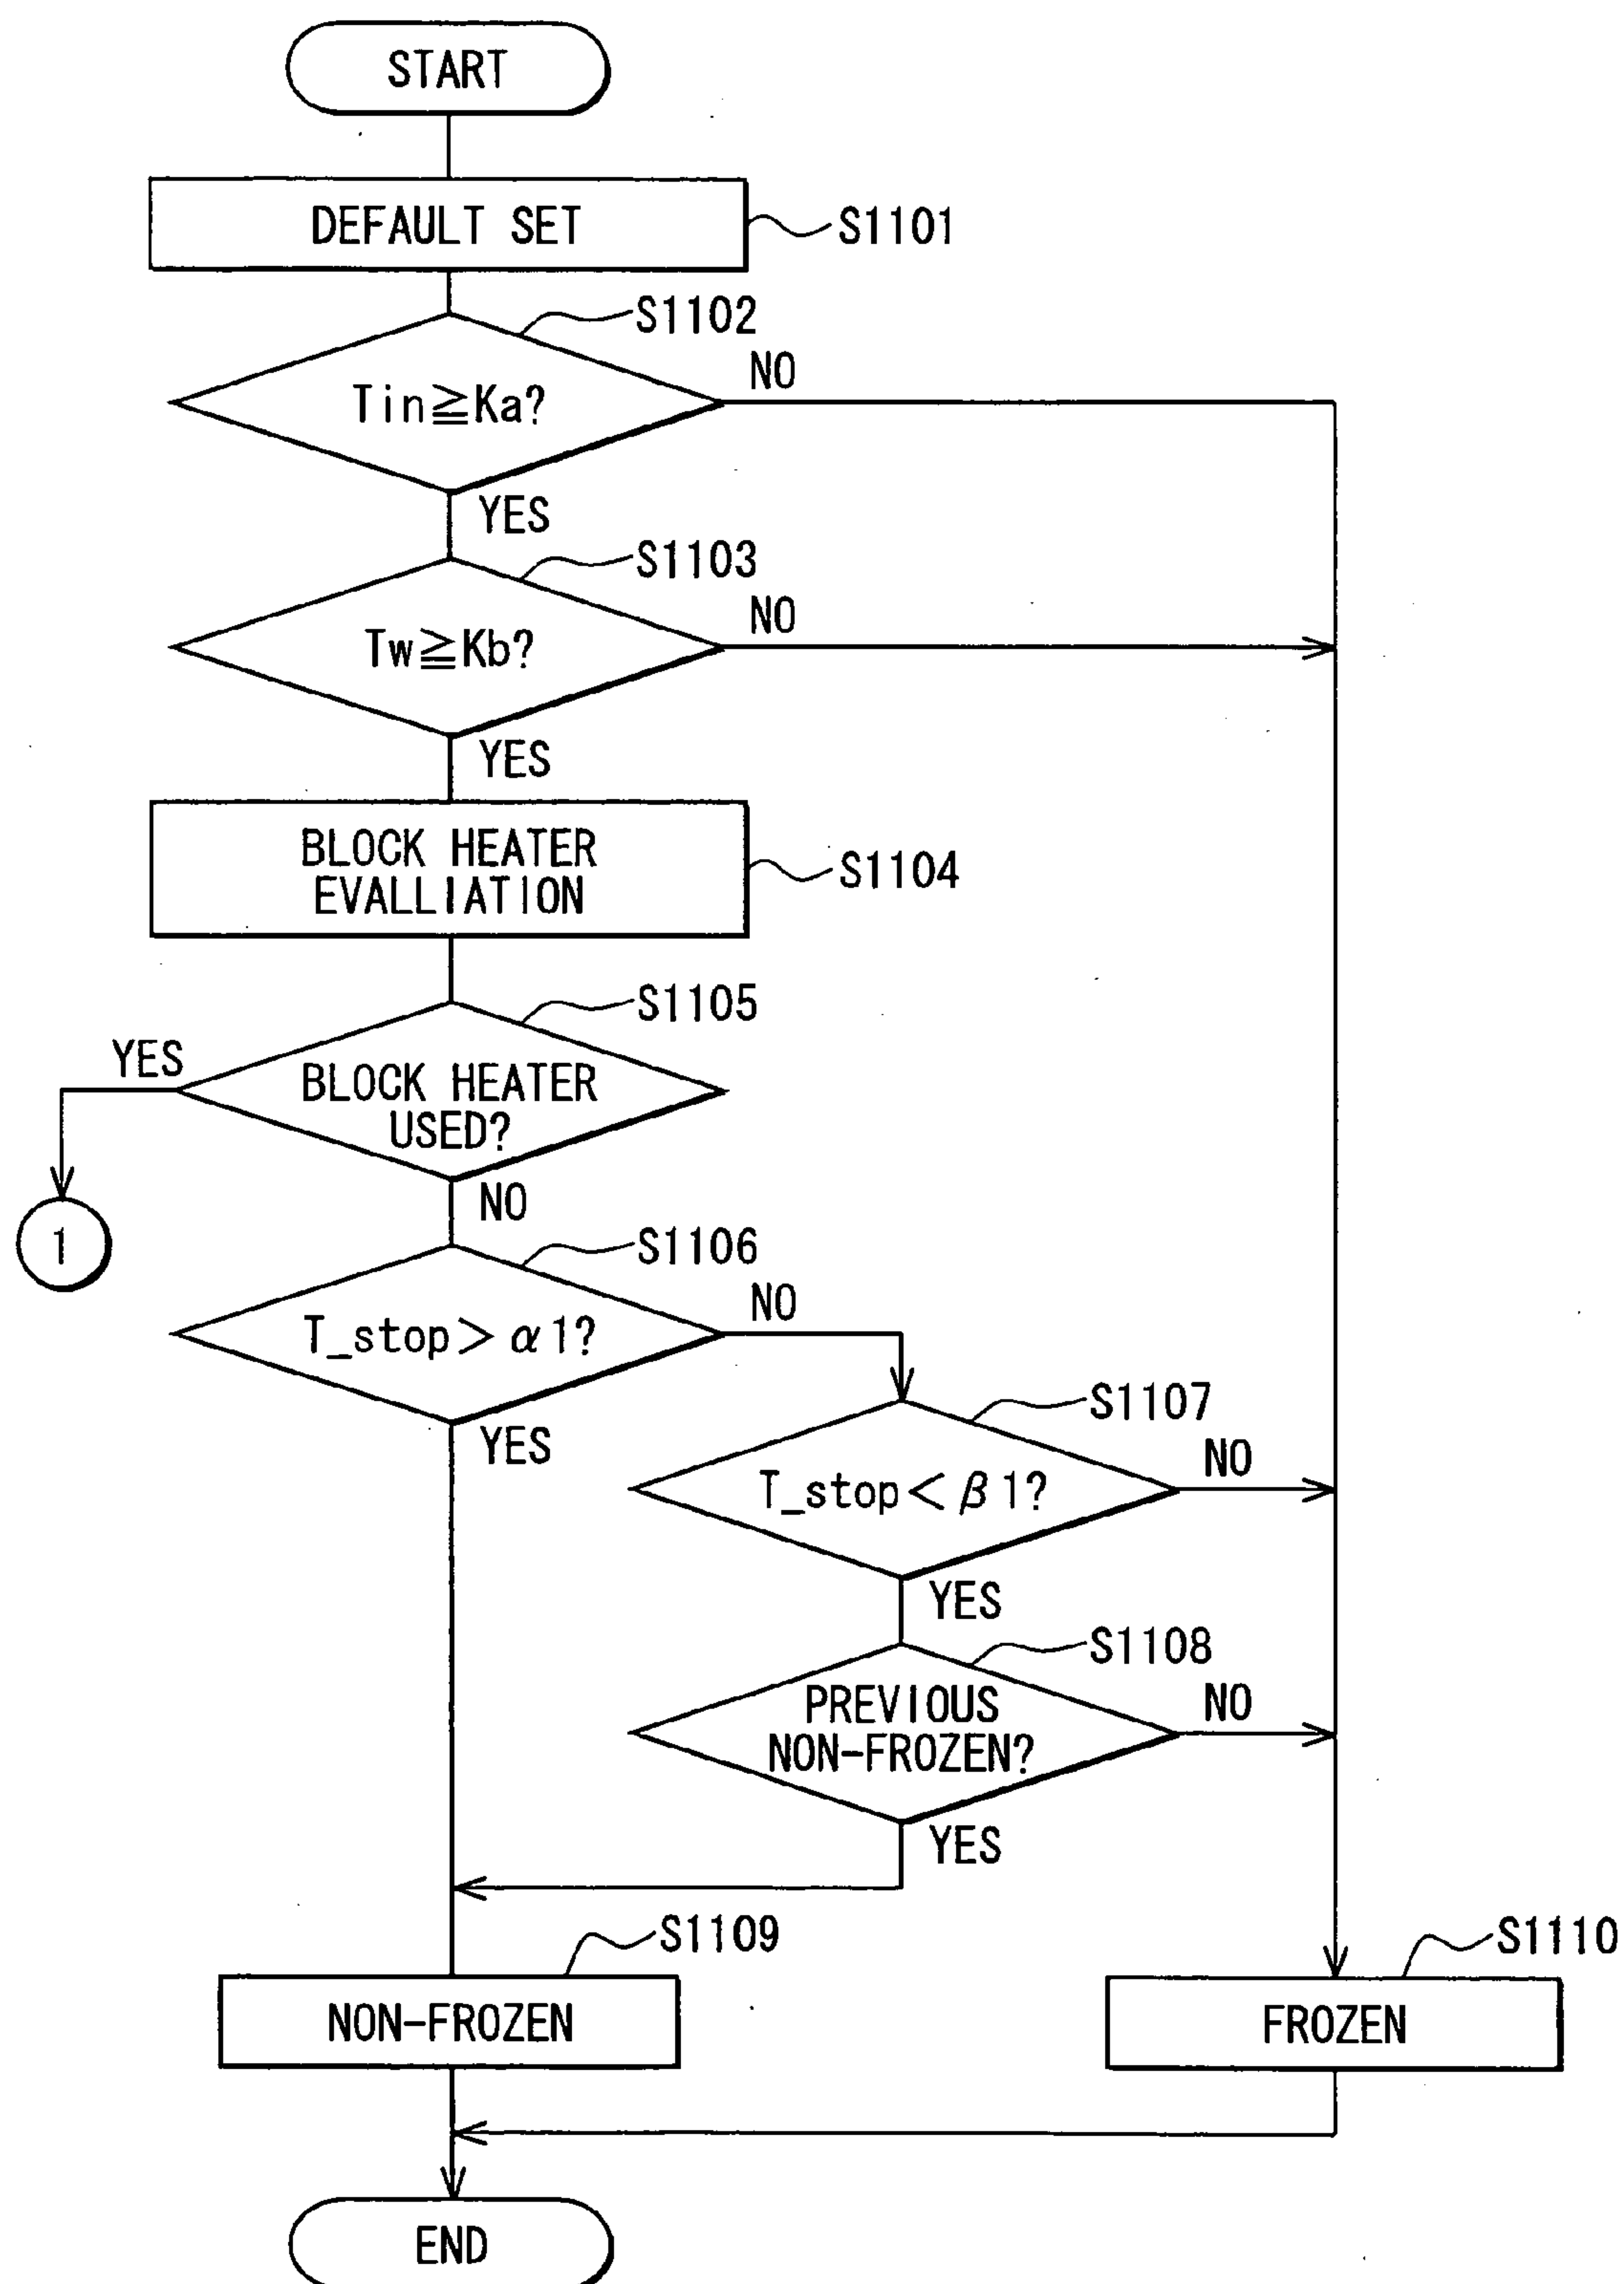 START
DEFAULT SET
S1101
S1102
Tin≧Ka?
NO
YES
S1103
Tw≧Kb?
NO
YES
BLOCK HEATER
EVALLIATION
S1104
S1105
YES
BLOCK HEATER
USED?
NO
1
S1106
T_stop>α1?
NO
YES
S1107
T_stop<β1?
NO
YES
S1108
PREVIOUS
NON-FROZEN?
NO
YES
S1109
NON-FROZEN
S1110
FROZEN
END